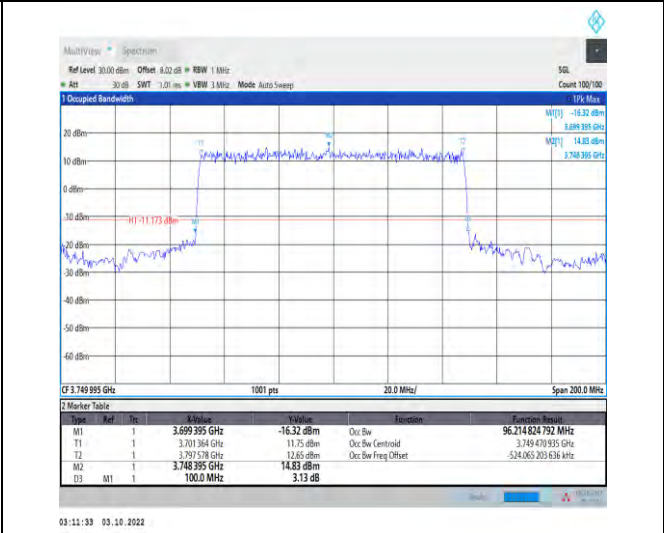 MultiView Spectrum
Ref Level 30.00 dBm Offset 8.02 dB RBW 1 MHz SGL
Att 30 dB SWT 1.01 ms VBW 3 MHz Mode Auto Sweep Count 100/100
1 Occupied Bandwidth 1Pk Max
M1[1] -16.32 dBm
3.699 395 GHz
M2[1] 14.83 dBm
3.748 395 GHz
20 dBm
10 dBm
0 dBm
-10 dBm
H1 -11.173 dBm
-20 dBm
-30 dBm
-40 dBm
-50 dBm
-60 dBm
CF 3.749 995 GHz 1001 pts 20.0 MHz/ Span 200.0 MHz
2 Marker Table
Type Ref Trc X-Value Y-Value Function Function Result
M1 1 3.699 395 GHz -16.32 dBm Occ Bw 96.214 824 792 MHz
T1 1 3.701 364 GHz 11.75 dBm Occ Bw Centroid 3.749 470 935 GHz
T2 1 3.797 578 GHz 12.65 dBm Occ Bw Freq Offset -524.065 203 636 kHz
M2 1 3.748 395 GHz 14.83 dBm
D3 M1 1 100.0 MHz 3.13 dB
03:11:33 03.10.2022